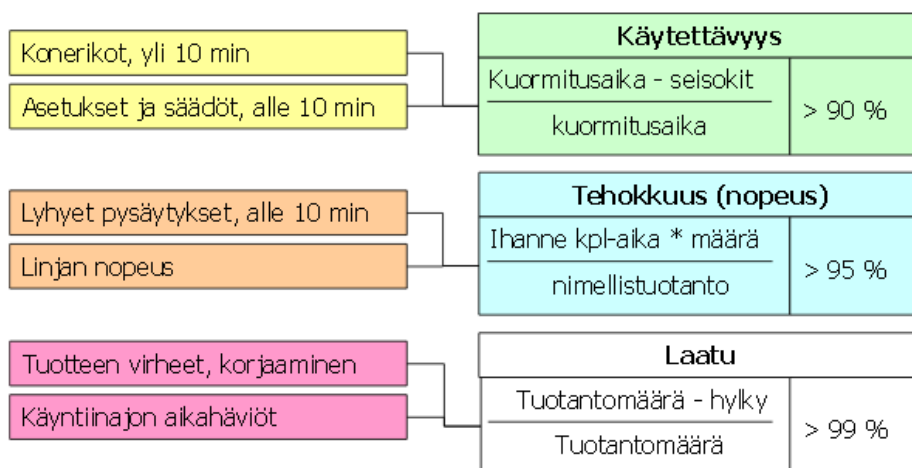 Konerikot, yli 10 min
Asetukset ja säädöt, alle 10 min
Käytettävyys
Kuormitusaika - seisokit
kuormitusaika
> 90 %
Lyhyet pysäytykset, alle 10 min
Linjan nopeus
Tehokkuus (nopeus)
Ihanne kpl-aika * määrä
nimellistuotanto
> 95 %
Tuotteen virheet, korjaaminen
Käyntiinajon aikahäviöt
Laatu
Tuotantomäärä - hylky
Tuotantomäärä
> 99 %